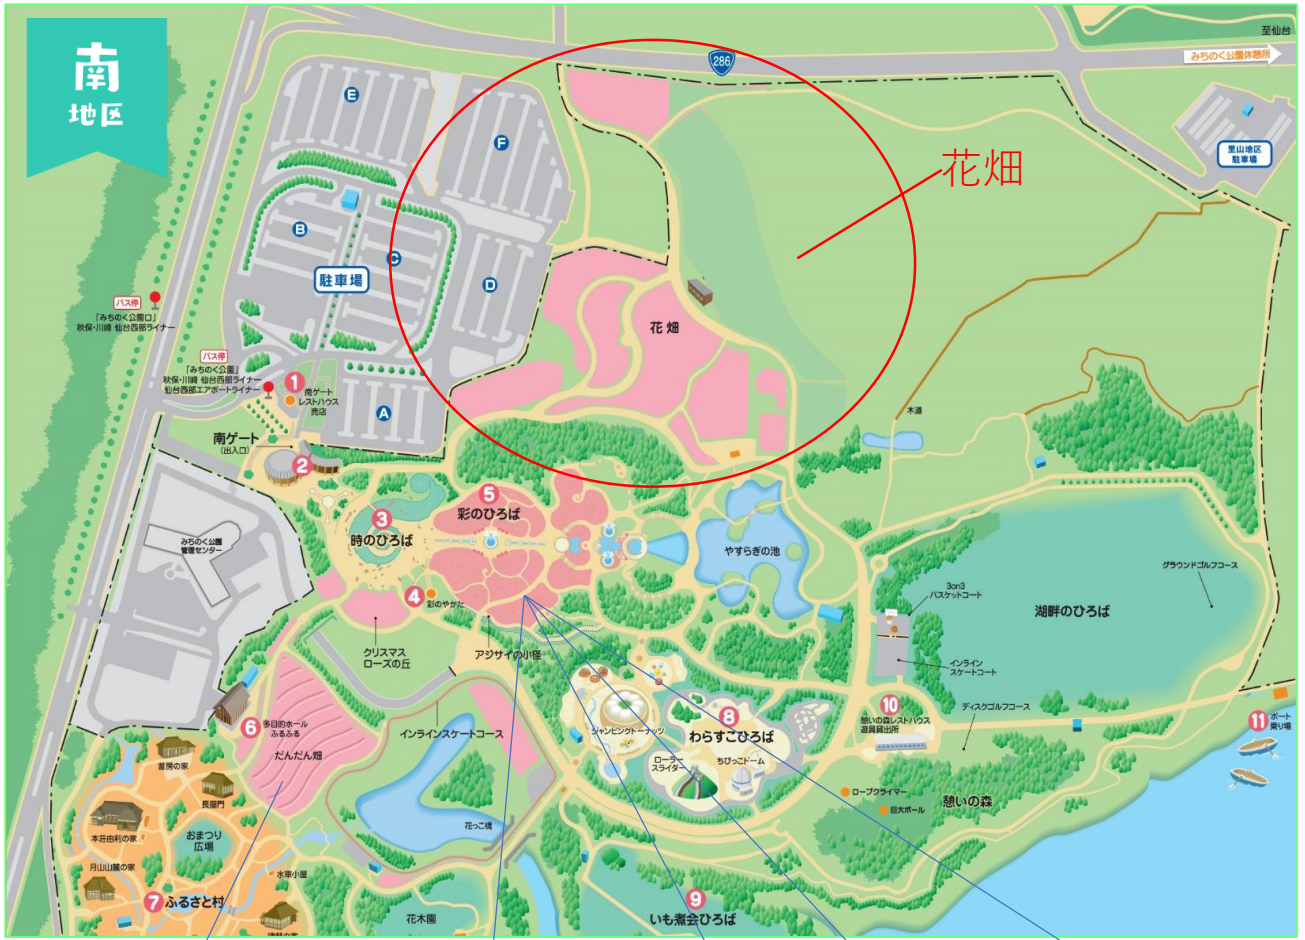 南
地区
至仙台
みちのく公園休憩所
286
E
F
里山地区
駐車場
花畑
B
C
駐車場
D
バス停
「みちのく公園口」
秋保・川崎 仙台西部ライナー
花畑
バス停
「みちのく公園」
秋保・川崎 仙台西部ライナー
仙台西部エアポートライナー
1
南ゲート
レストハウス
売店
A
木道
南ゲート
(出入口)
2
5
彩のひろば
3
時のひろば
みちのく公園
管理センター
やすらぎの池
グラウンドゴルフコース
3on3
バスケットコート
4
彩のやかた
湖畔のひろば
クリスマス
ローズの丘
アジサイの小径
インライン
スケートコート
10
憩いの森レストハウス
遊具貸出所
ディスクゴルフコース
11
ボート
乗り場
6
多目的ホール
ふるふる
だんだん畑
インラインスケートコース
ジャンピングドーナッツ
8
わらすこひろば
ローラー
スライダー
ちびっこドーム
釜房の家
長屋門
ロープクライマー
巨大ボール
憩いの森
本荘由利の家
おまつり
広場
花っこ橋
月山山麓の家
水車小屋
7
ふるさと村
花木園
9
いも煮会ひろば